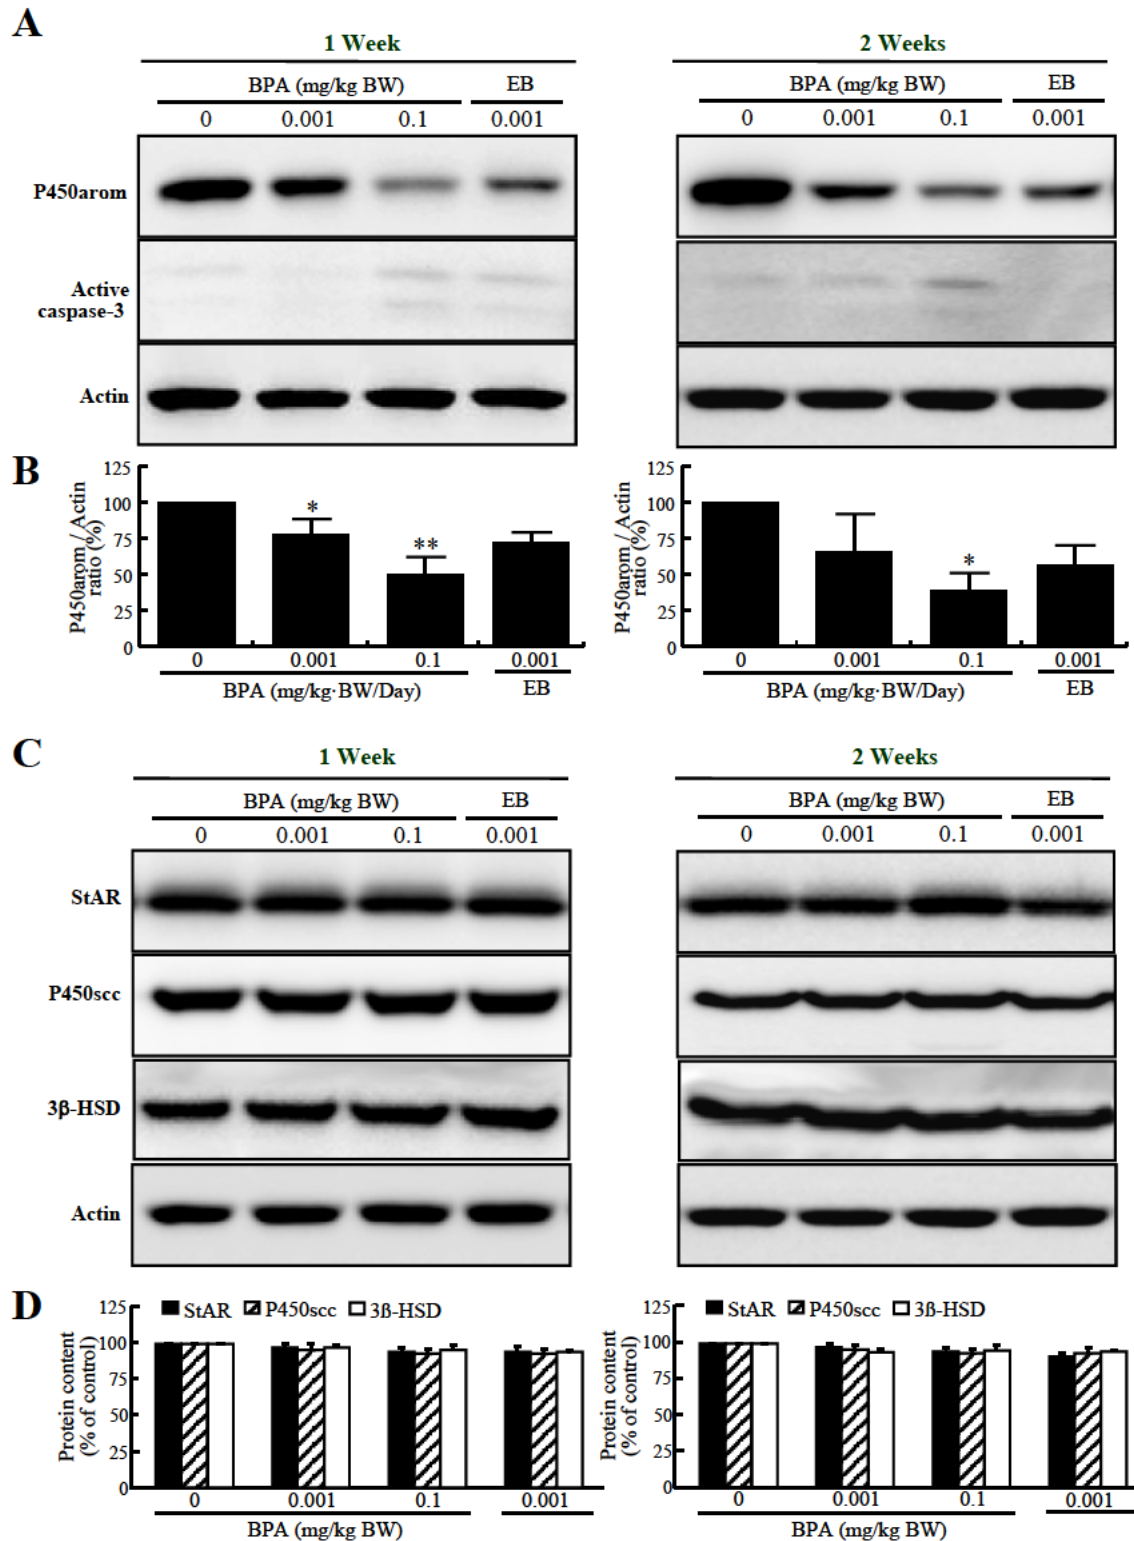 A
1 Week 2 Weeks
BPA (mg/kg BW) EB BPA (mg/kg BW) EB
0 0.001 0.1 0.001 0 0.001 0.1 0.001
P450arom
Active
caspase-3
Actin
B
P450arom / Actin
ratio (%)
125
100
75
50
25
0
* **
0 0.001 0.1 0.001
BPA (mg/kg·BW/Day) EB
P450arom / Actin
ratio (%)
125
100
75
50
25
0
*
0 0.001 0.1 0.001
BPA (mg/kg·BW/Day) EB
C
1 Week 2 Weeks
BPA (mg/kg BW) EB BPA (mg/kg BW) EB
0 0.001 0.1 0.001 0 0.001 0.1 0.001
StAR
P450scc
3β-HSD
Actin
D
StAR P450scc 3ß-HSD
Protein content
(% of control)
125
100
75
50
25
0
0 0.001 0.1 0.001
BPA (mg/kg BW) EB
StAR P450scc 3ß-HSD
Protein content
(% of control)
125
100
75
50
25
0
0 0.001 0.1 0.001
BPA (mg/kg BW) EB